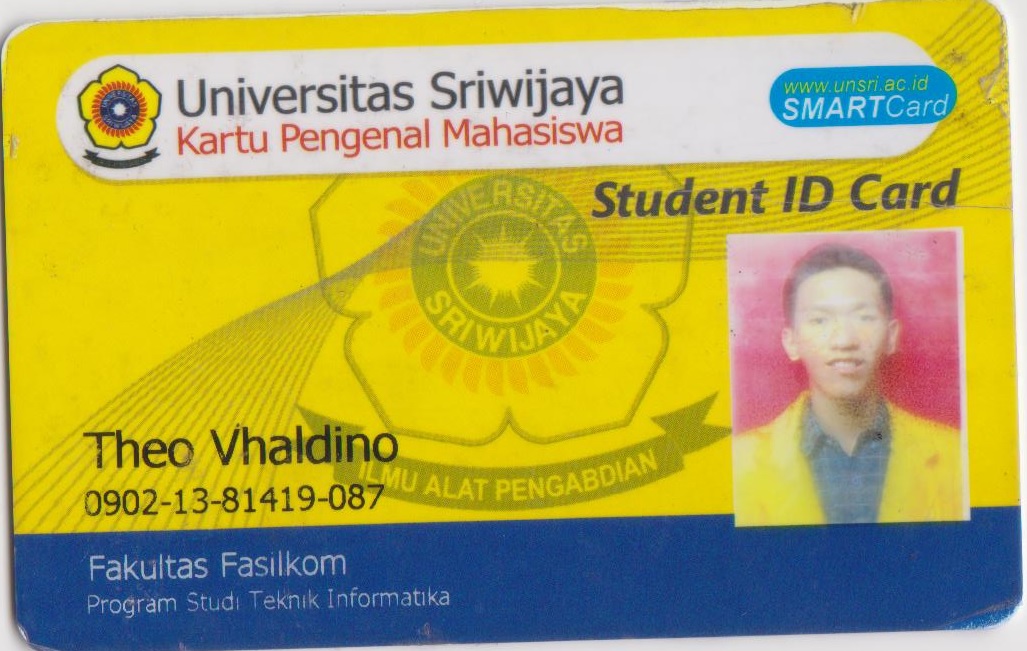 Universitas Sriwijaya
Kartu Pengenal Mahasiswa
www.unsri.ac.id
SMARTCard
Student ID Card
UNIVERSITAS
SRIWIJAYA
Theo Vhaldino
ILMU ALAT PENGABDIAN
0902-13-81419-087
Fakultas Fasilkom
Program Studi Teknik Informatika